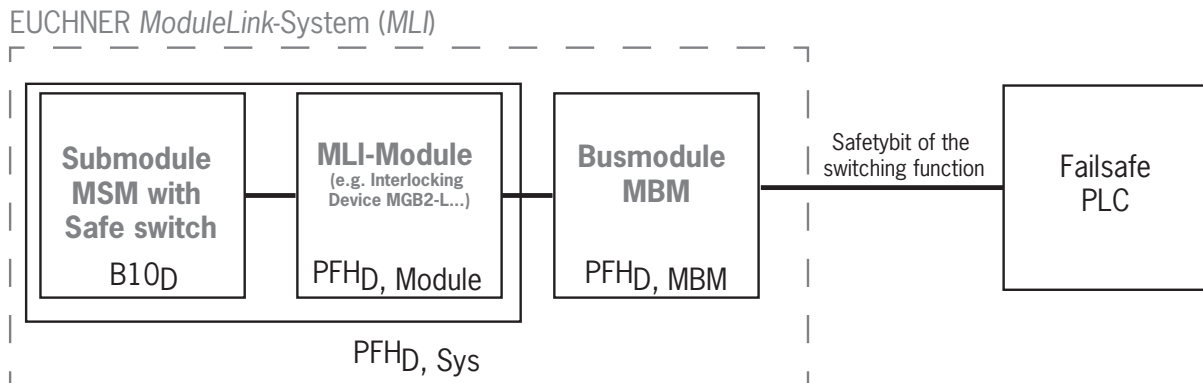 EUCHNER ModuleLink-System (MLI)
Submodule
MSM with
Safe switch
B10D
MLI-Module
(e.g. Interlocking
Device MGB2-L...)
PFHD, Module
Busmodule
MBM
PFHD, MBM
PFHD, Sys
Safetybit of the
switching function
Failsafe
PLC